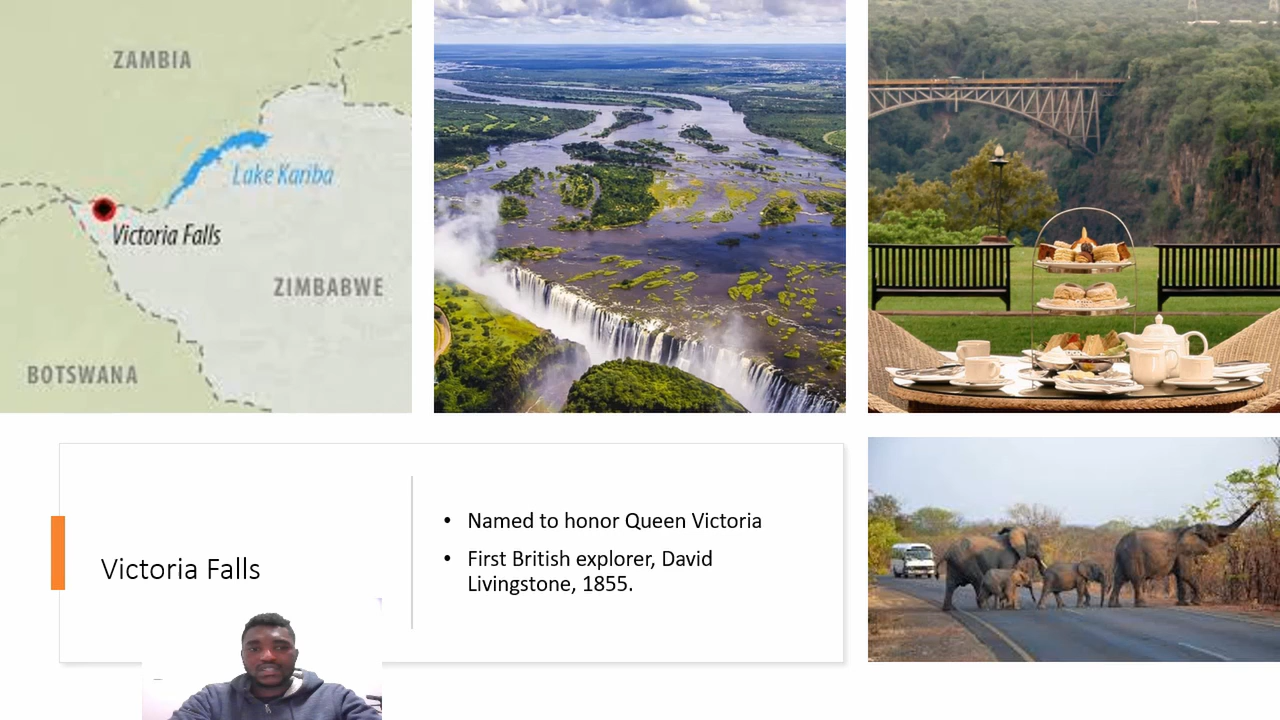 ZAMBIA
Lake Kariba
Victoria Falls
ZIMBABWE
BOTSWANA
Victoria Falls
• Named to honor Queen Victoria
• First British explorer, David
Livingstone, 1855.